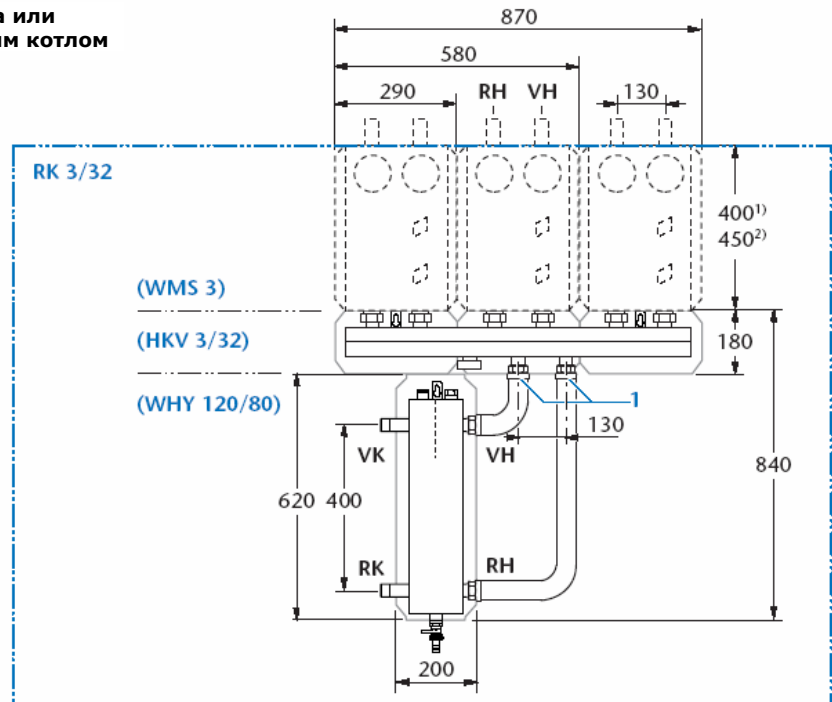 а или
им котлом
870
580
290
RH
VH
130
RK 3/32
400¹⁾
450²⁾
(WMS 3)
(HKV 3/32)
180
(WHY 120/80)
1
130
VK
VH
840
620
400
RK
RH
200